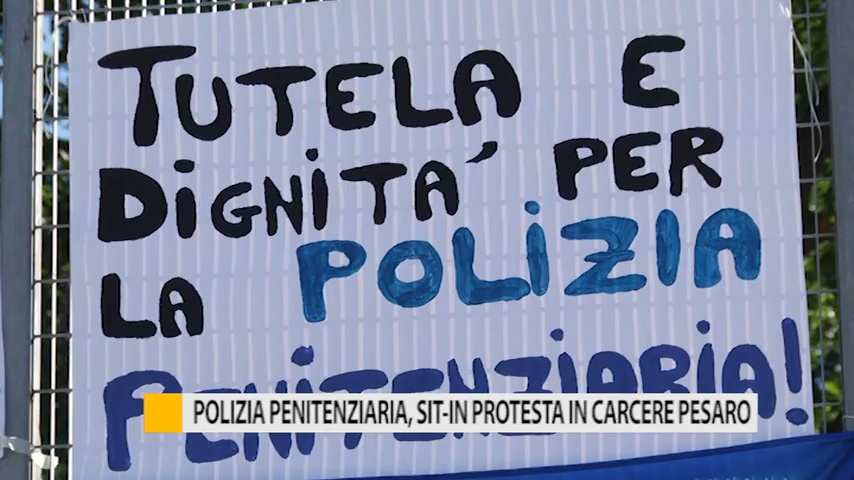 TUTELA E
DIGNITA' PER
LA POLIZIA
PENITENZIARIA!
POLIZIA PENITENZIARIA, SIT-IN PROTESTA IN CARCERE PESARO